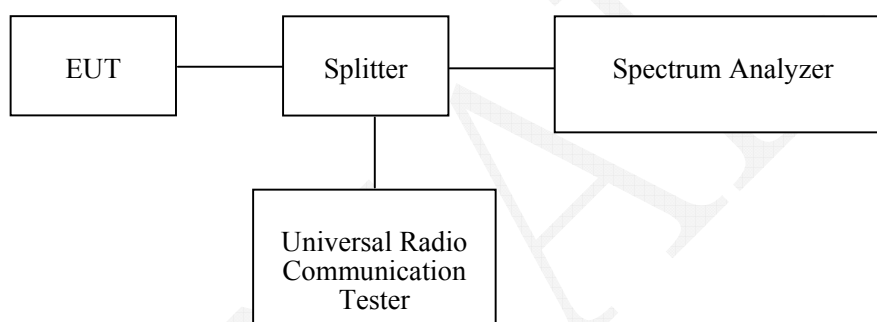 EUT
Splitter
Spectrum Analyzer
Universal Radio
Communication
Tester